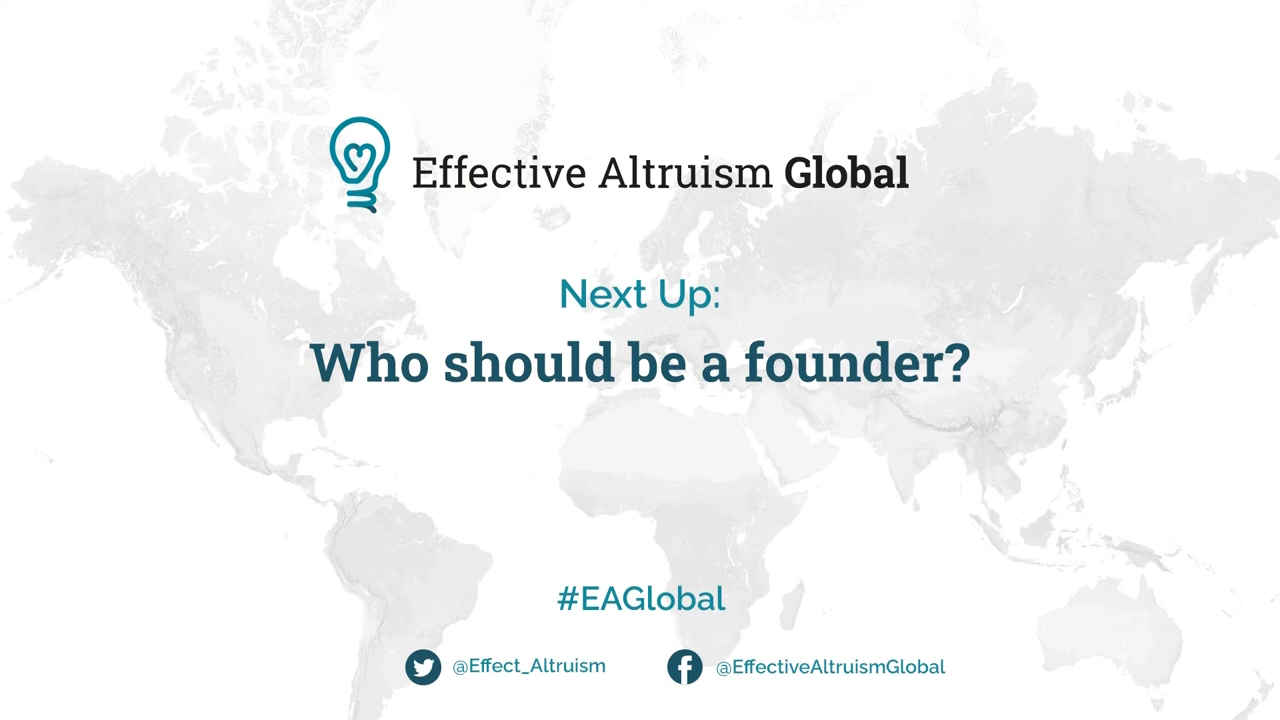 Effective Altruism Global
Next Up:
Who should be a founder?
#EAGlobal
@Effect_Altruism
@EffectiveAltruismGlobal